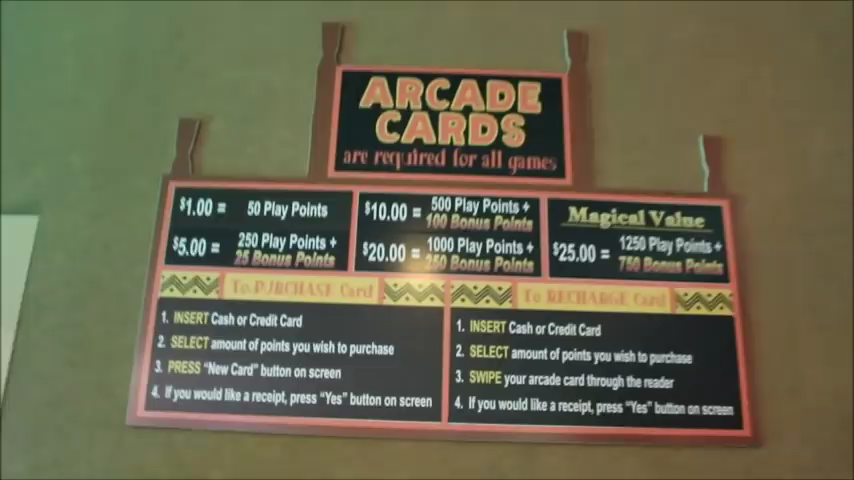 ARCADE
CARDS
are required for all games
$1.00 = 50 Play Points
$5.00 = 250 Play Points +
25 Bonus Points
$10.00 = 500 Play Points +
100 Bonus Points
$20.00 = 1000 Play Points +
250 Bonus Points
Magical Value
$25.00 = 1250 Play Points +
750 Bonus Points
To PURCHASE Card
1. INSERT Cash or Credit Card
2. SELECT amount of points you wish to purchase
3. PRESS "New Card" button on screen
4. If you would like a receipt, press "Yes" button on screen
To RECHARGE Card
1. INSERT Cash or Credit Card
2. SELECT amount of points you wish to purchase
3. SWIPE your arcade card through the reader
4. If you would like a receipt, press "Yes" button on screen